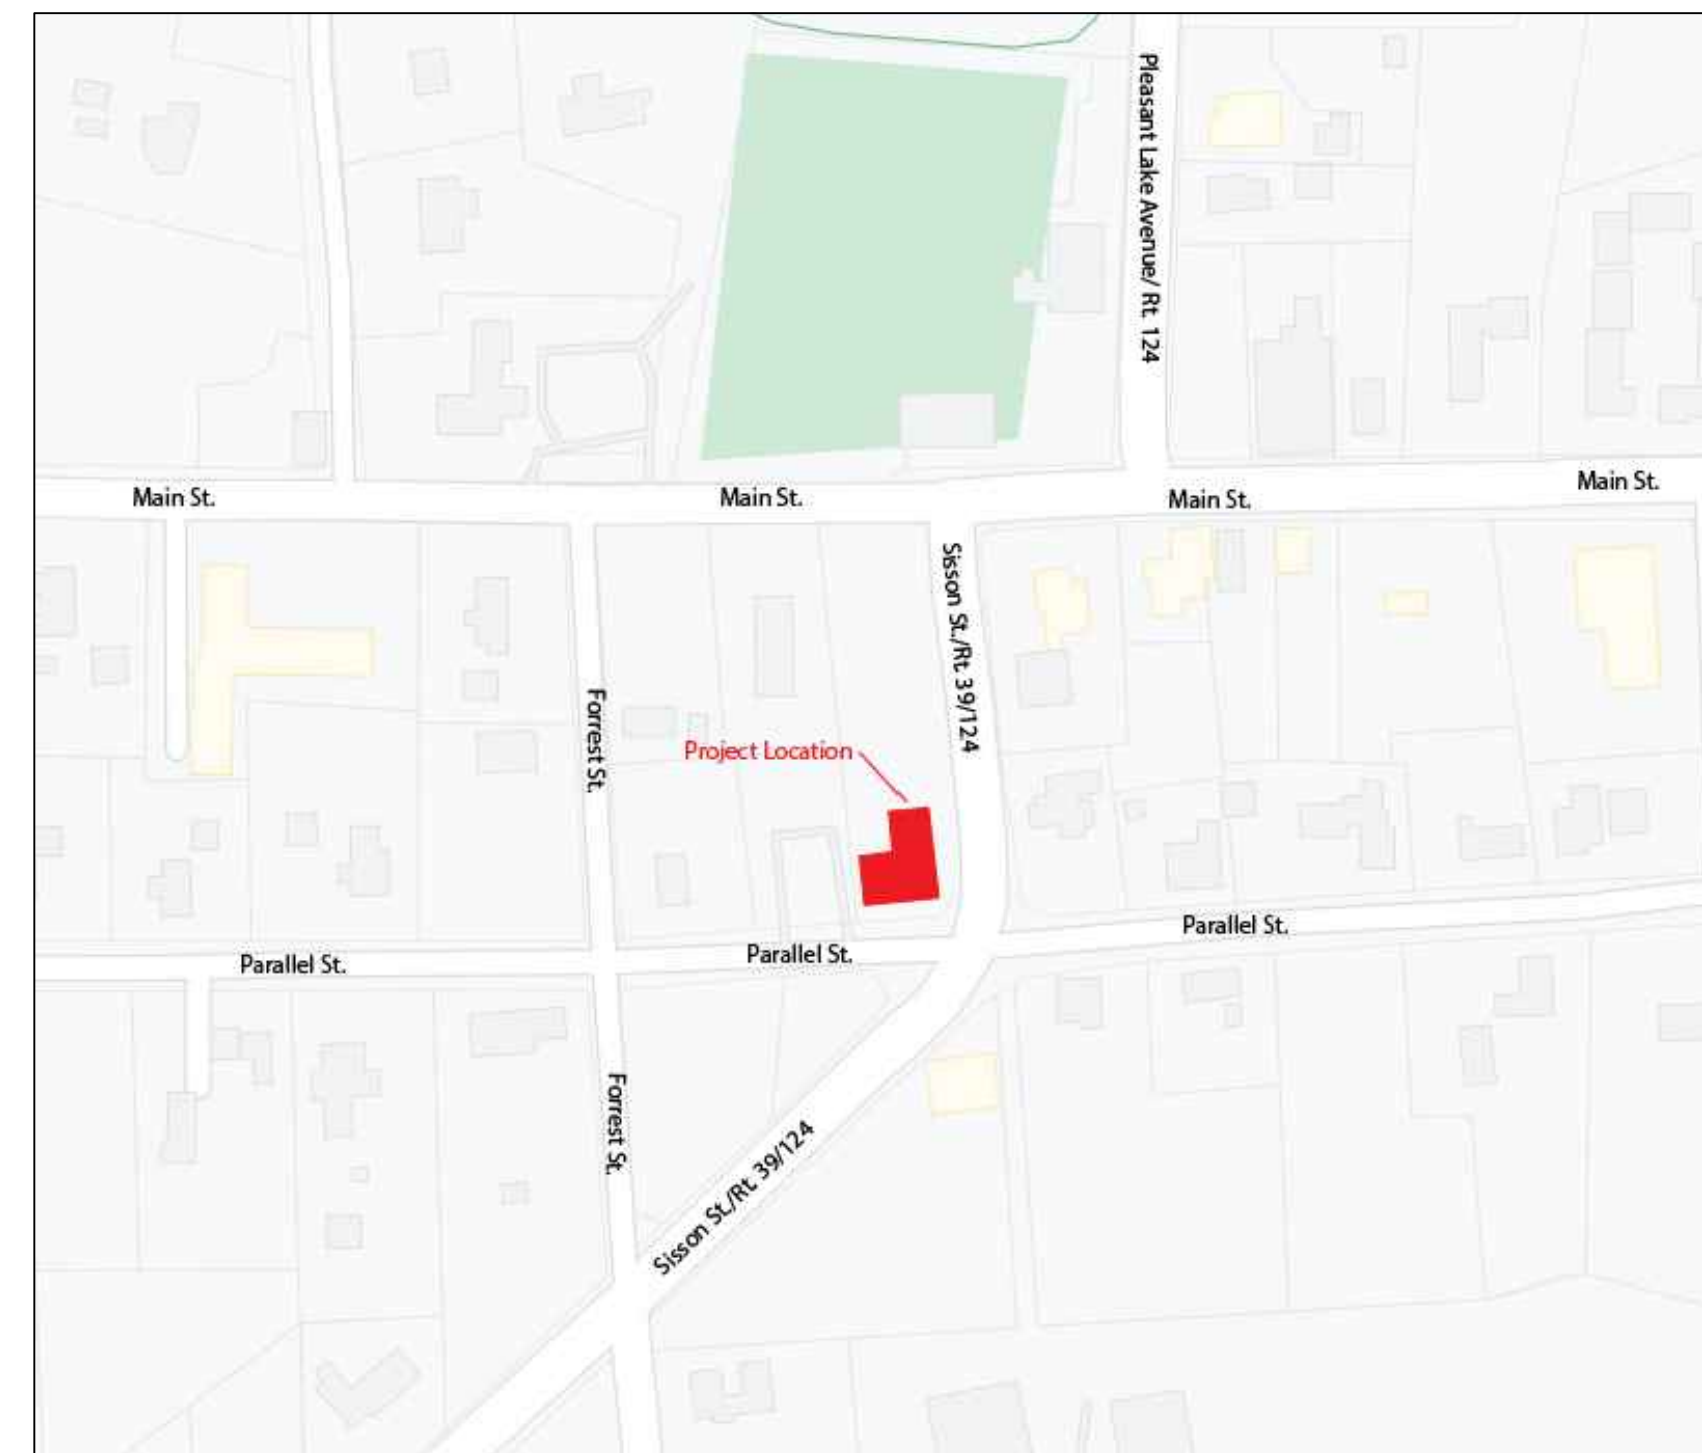 Pleasant Lake Avenue/ Rt. 124
Main St.
Main St.
Main St.
Main St.
Sisson St./Rt. 39/124
Forrest St.
Project Location
Parallel St.
Parallel St.
Parallel St.
Forrest St.
Sisson St./Rt. 39/124